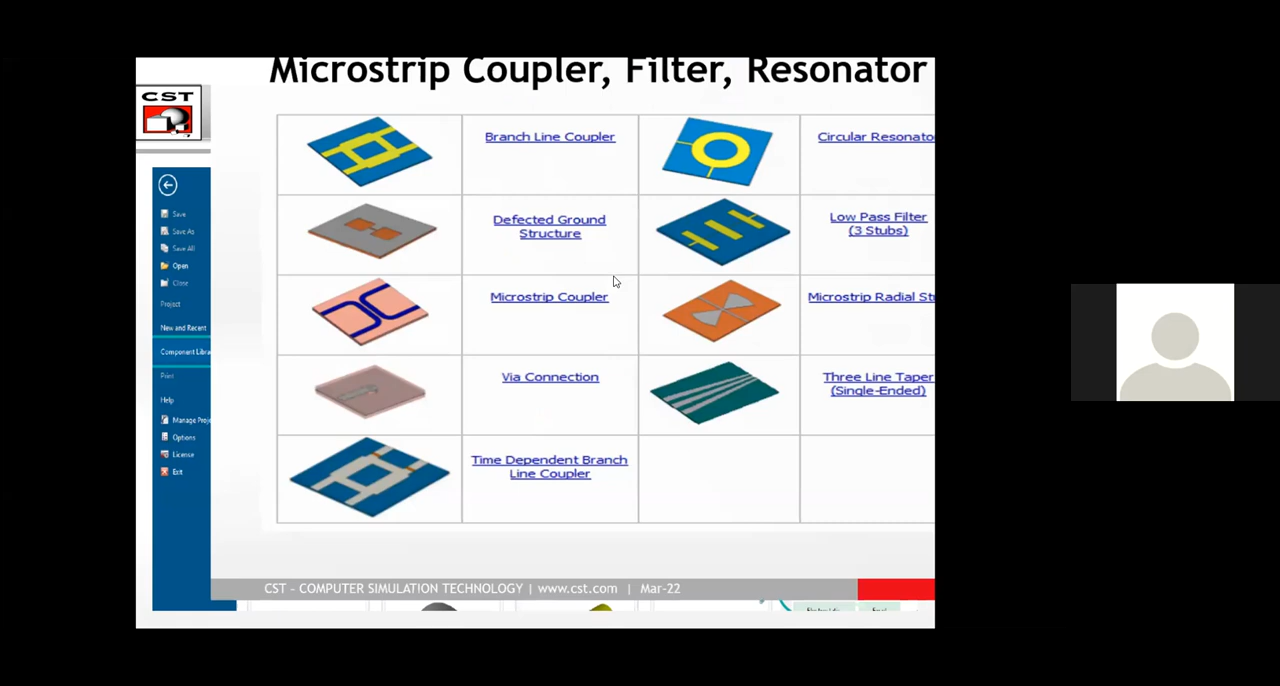 Microstrip Coupler, Filter, Resonator
CST
Save
Save As
Save All
Open
Close
Project
New and Recent
Component Libra
Print
Help
Manage Proje
Options
License
Exit
Branch Line Coupler
Circular Resonato
Defected Ground
Structure
Low Pass Filter
(3 Stubs)
Microstrip Coupler
Microstrip Radial St
Via Connection
Three Line Taper
(Single-Ended)
Time Dependent Branch
Line Coupler
CST – COMPUTER SIMULATION TECHNOLOGY | www.cst.com | Mar-22